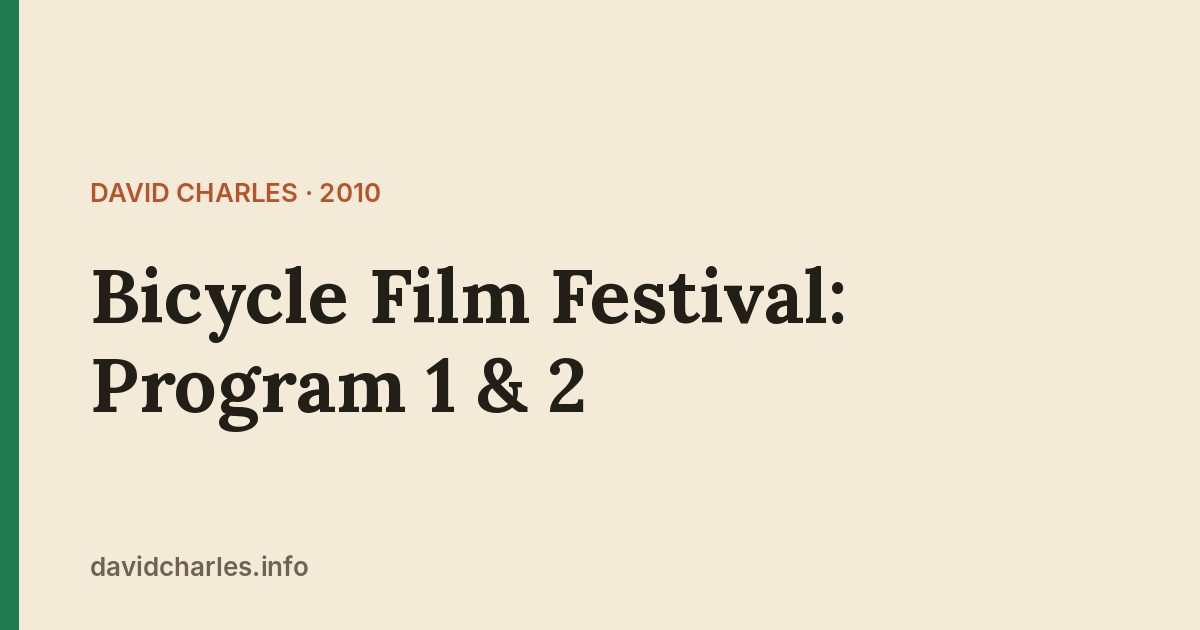 DAVID CHARLES · 2010
Bicycle Film Festival:
Program 1 & 2
davidcharles.info